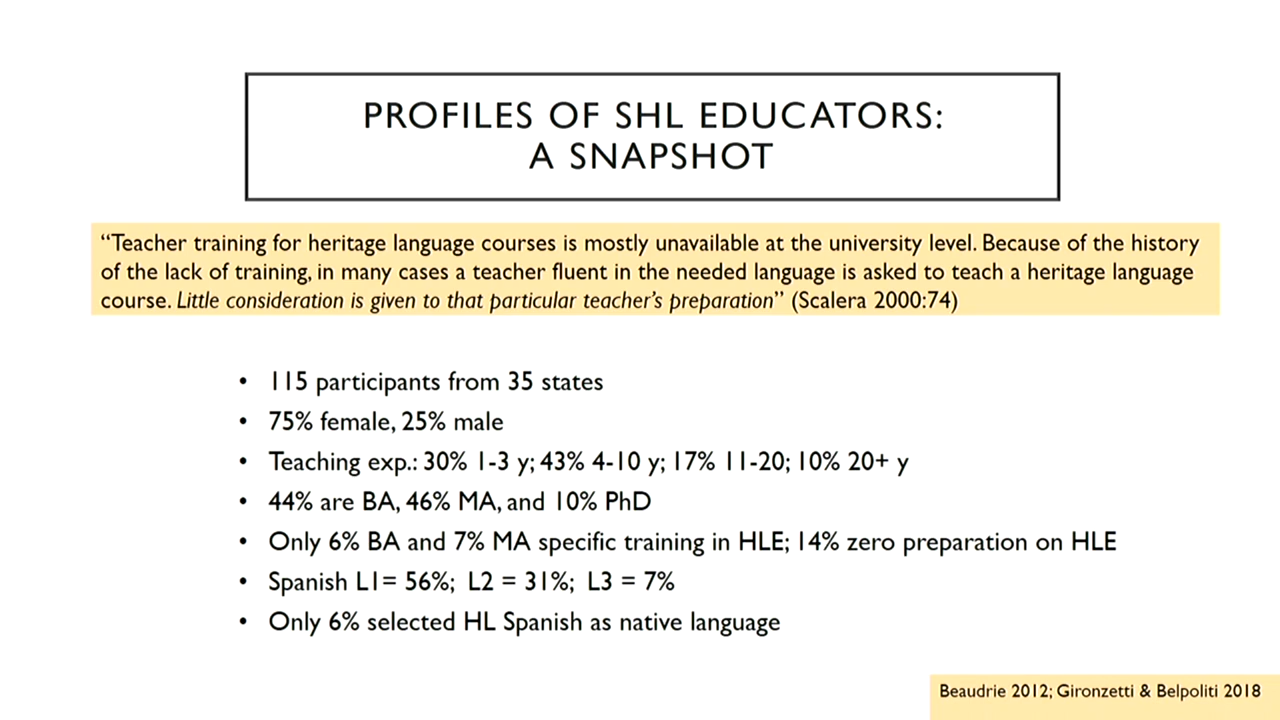 PROFILES OF SHL EDUCATORS:
A SNAPSHOT
“Teacher training for heritage language courses is mostly unavailable at the university level. Because of the history
of the lack of training, in many cases a teacher fluent in the needed language is asked to teach a heritage language
course. Little consideration is given to that particular teacher’s preparation” (Scalera 2000:74)
• 115 participants from 35 states
• 75% female, 25% male
• Teaching exp.: 30% 1-3 y; 43% 4-10 y; 17% 11-20; 10% 20+ y
• 44% are BA, 46% MA, and 10% PhD
• Only 6% BA and 7% MA specific training in HLE; 14% zero preparation on HLE
• Spanish L1= 56%; L2 = 31%; L3 = 7%
• Only 6% selected HL Spanish as native language
Beaudrie 2012; Gironzetti & Belpoliti 2018